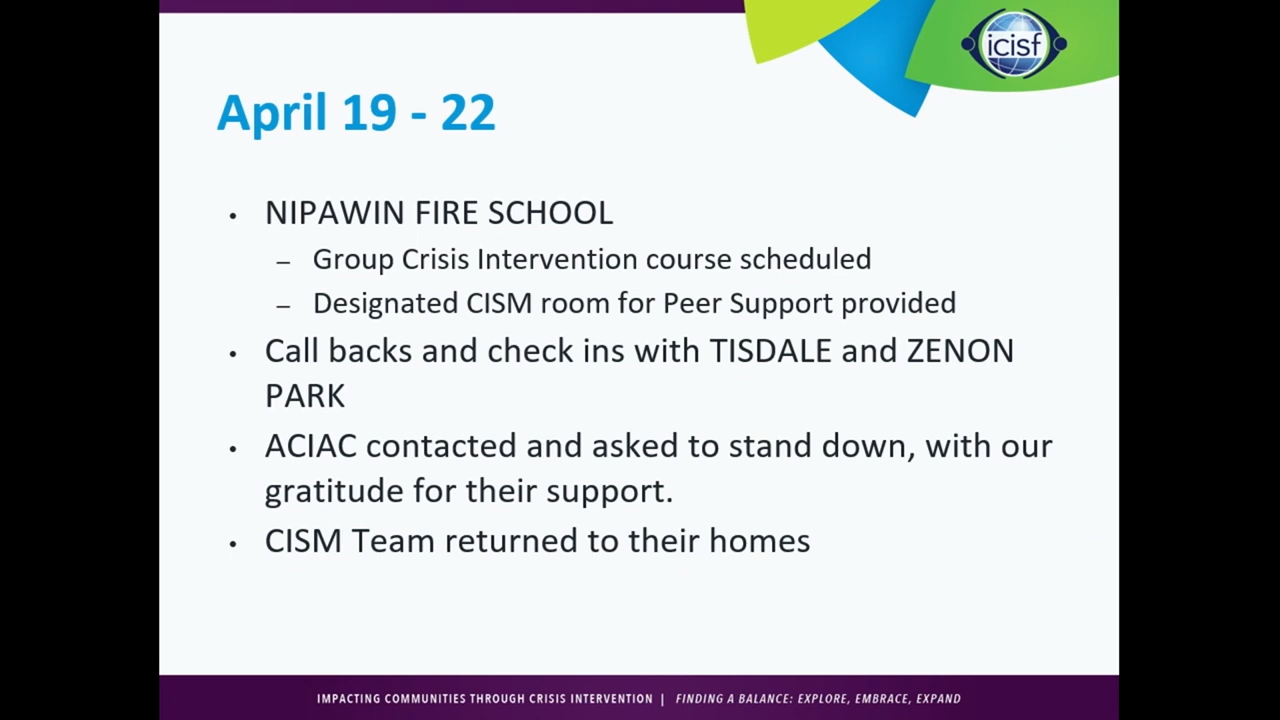 icisf
April 19 - 22
• NIPAWIN FIRE SCHOOL
– Group Crisis Intervention course scheduled
– Designated CISM room for Peer Support provided
• Call backs and check ins with TISDALE and ZENON
PARK
• ACIAC contacted and asked to stand down, with our
gratitude for their support.
• CISM Team returned to their homes
IMPACTING COMMUNITIES THROUGH CRISIS INTERVENTION | FINDING A BALANCE: EXPLORE, EMBRACE, EXPAND